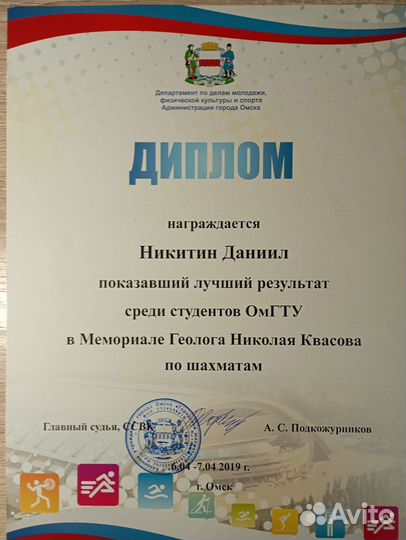 Департамент по делам молодежи,
физической культуры и спорта
Администрации города Омска
ДИПЛОМ
награждается
Никитин Даниил
показавший лучший результат
среди студентов ОмГТУ
в Мемориале Геолога Николая Квасова
по шахматам
Главный судья, ССВК А. С. Подкожурников
6.04 -7.04 2019 г.
г. Омск
Avito